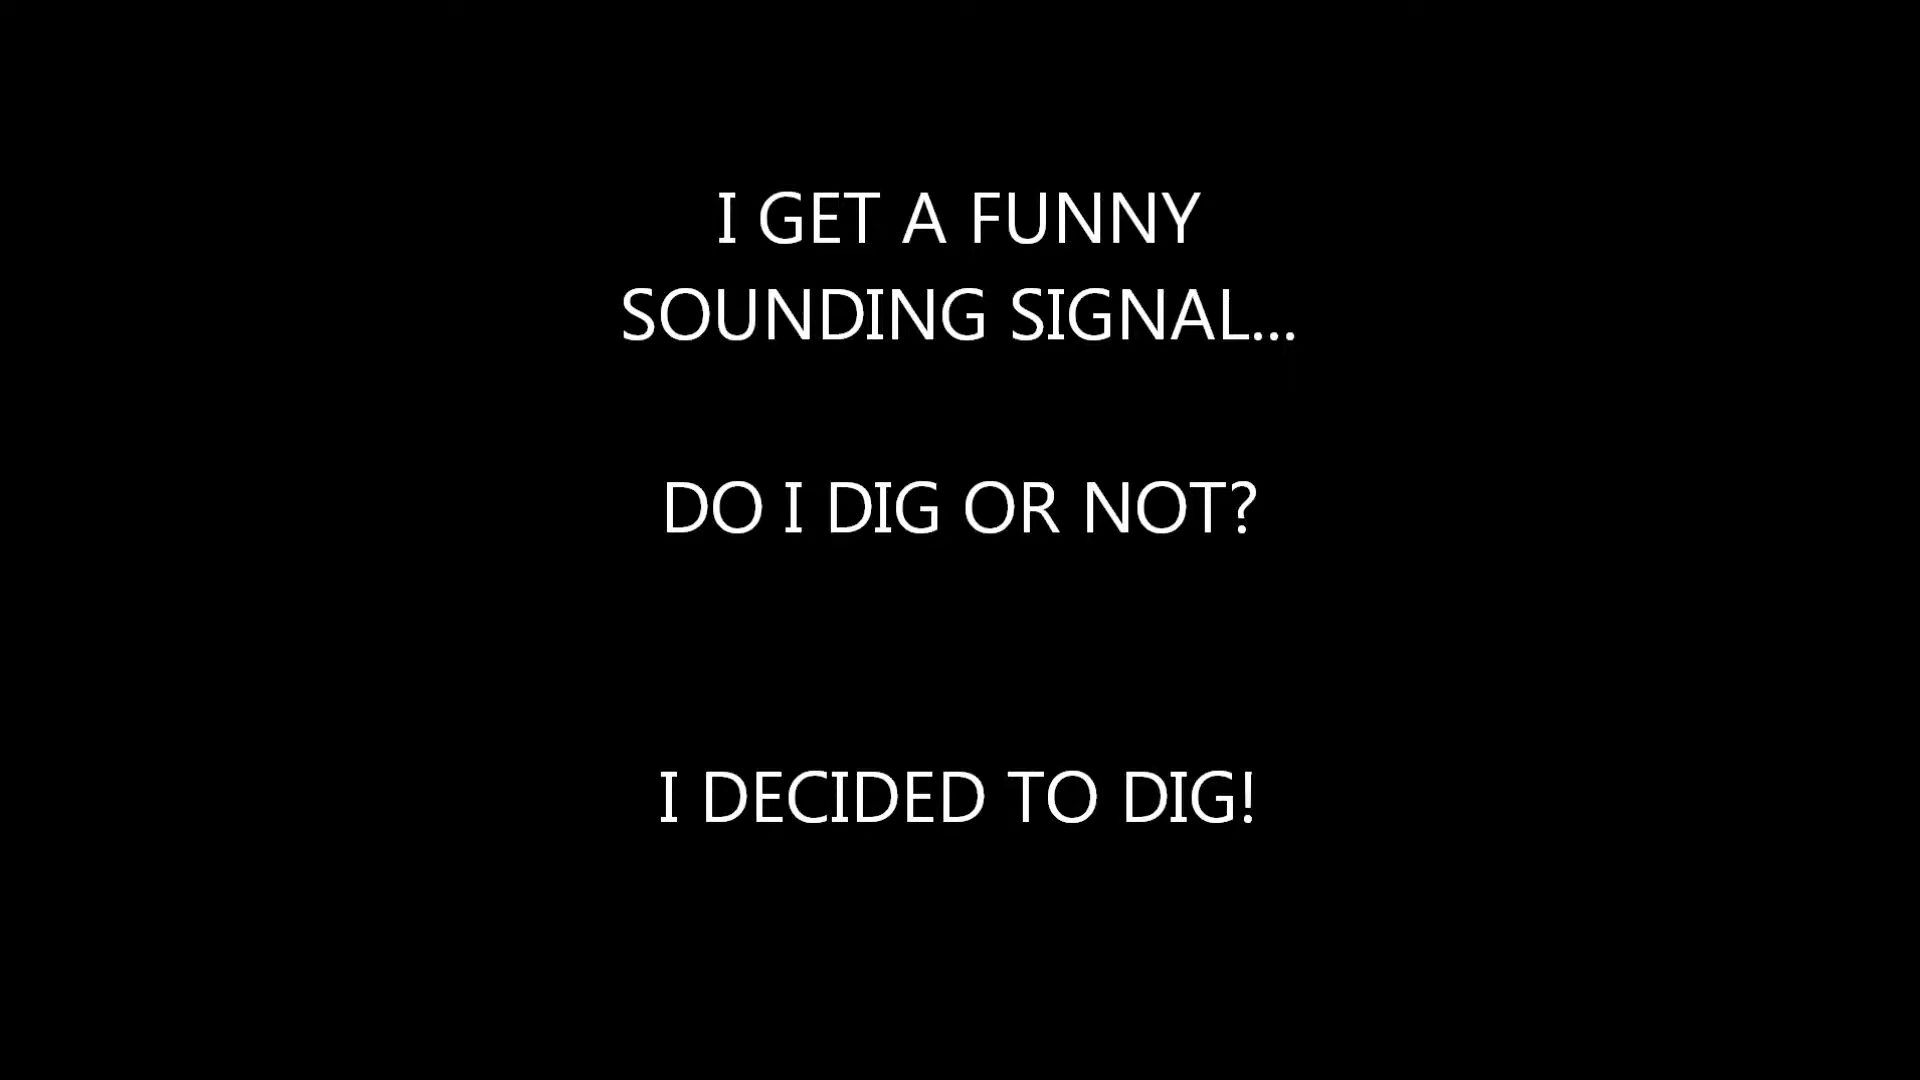 I GET A FUNNY
SOUNDING SIGNAL...
DO I DIG OR NOT?
I DECIDED TO DIG!